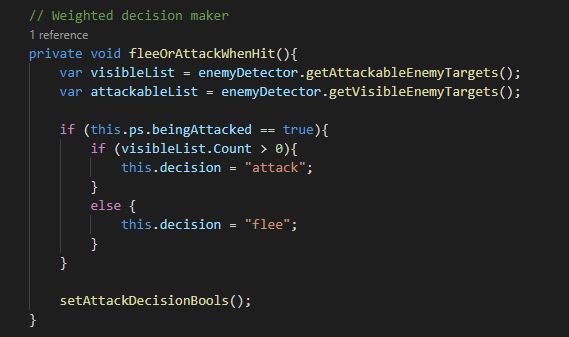 // Weighted decision maker
1 reference
private void fleeOrAttackWhenHit(){
    var visibleList = enemyDetector.getAttackableEnemyTargets();
    var attackableList = enemyDetector.getVisibleEnemyTargets();

    if (this.ps.beingAttacked == true){
        if (visibleList.Count > 0){
            this.decision = "attack";
        }
        else {
            this.decision = "flee";
        }
    }

    setAttackDecisionBools();
}